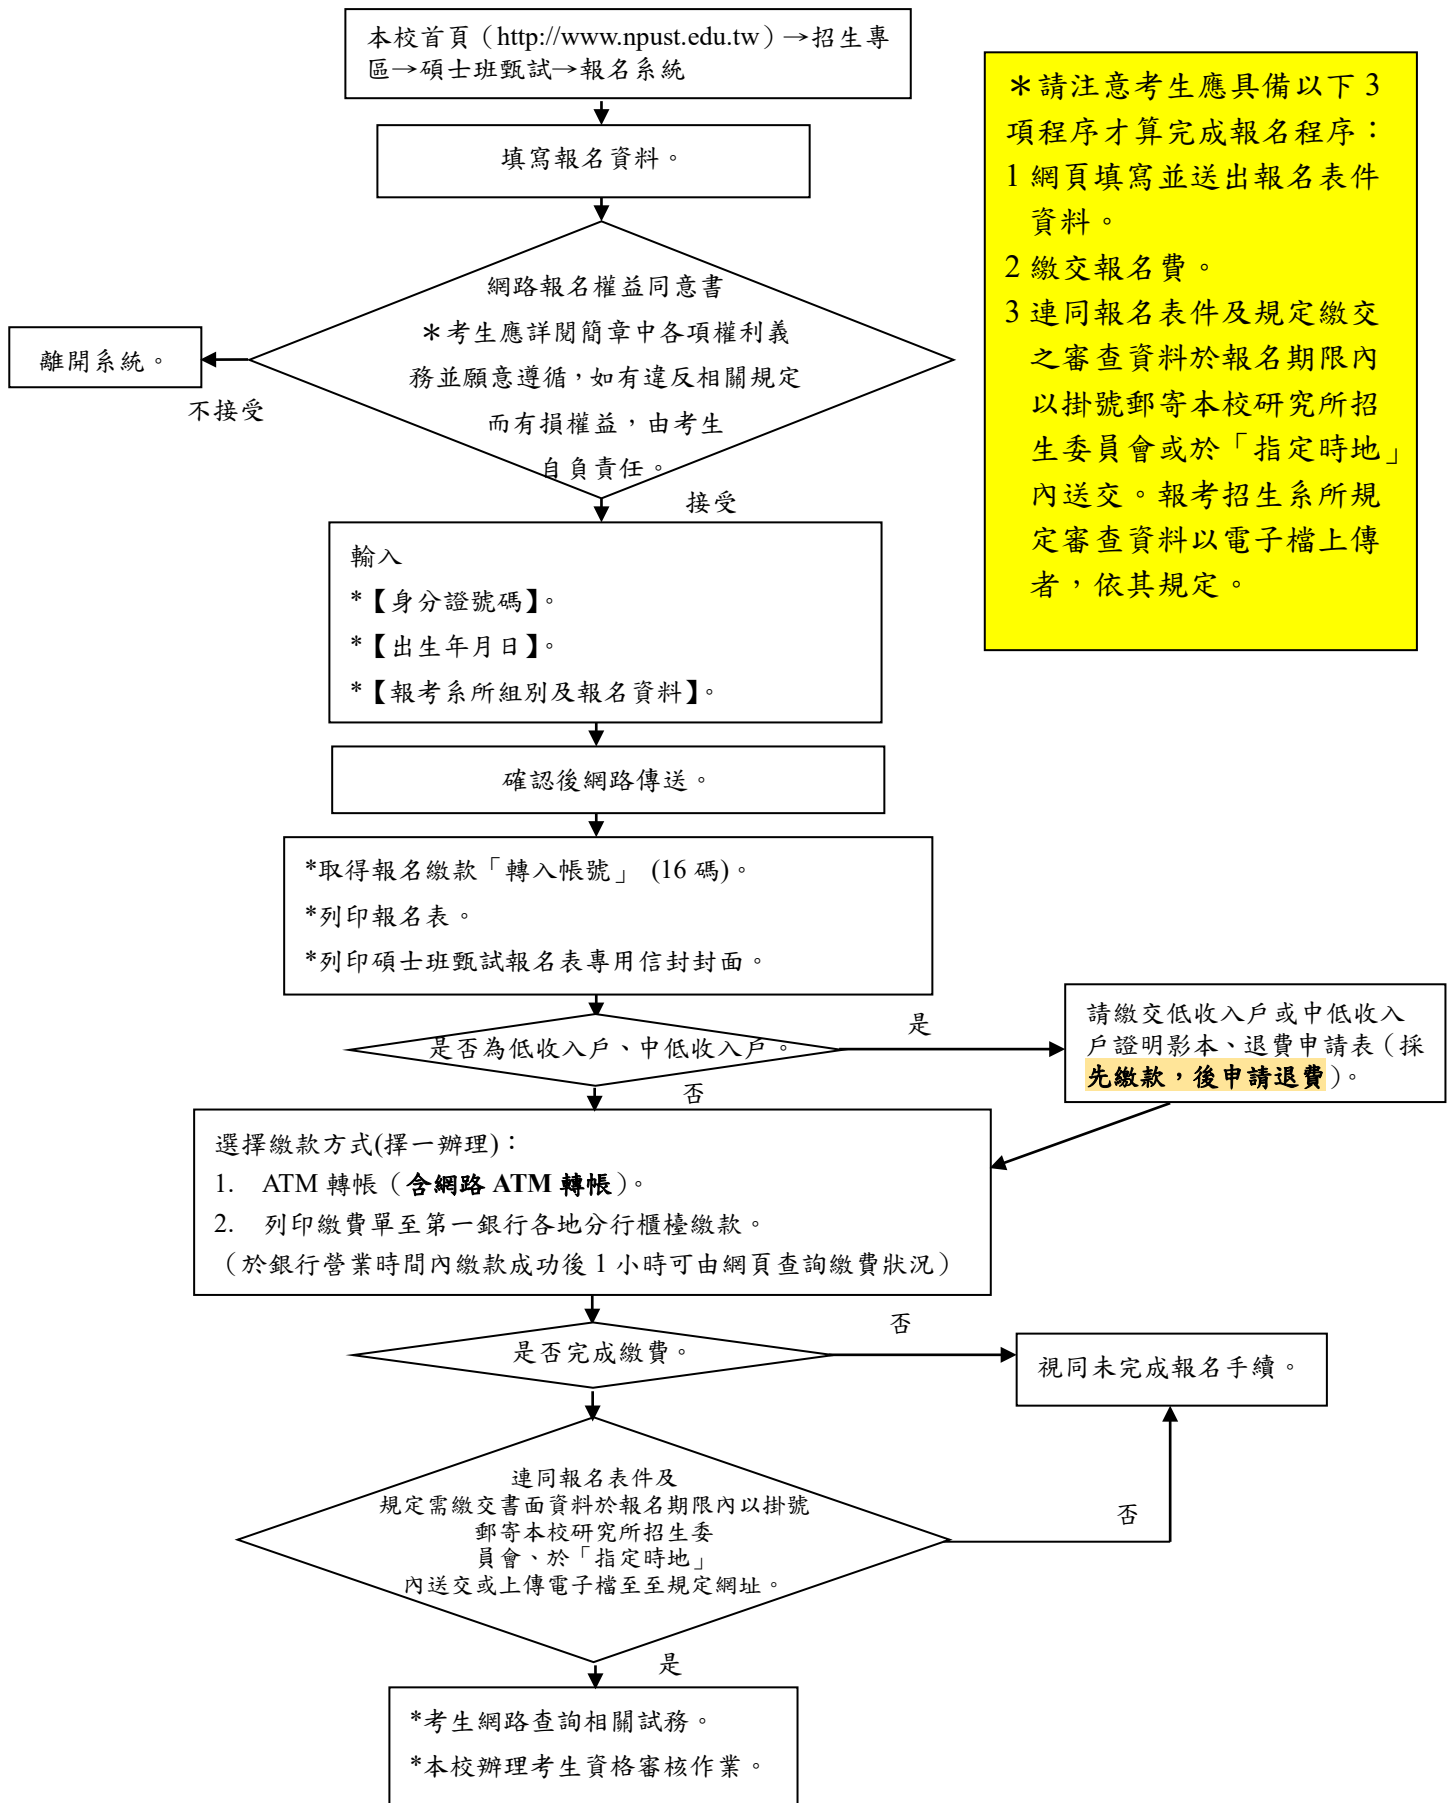 本校首頁（http://www.npust.edu.tw）→招生專
區→碩士班甄試→報名系統
填寫報名資料。
網路報名權益同意書
＊考生應詳閱簡章中各項權利義
務並願意遵循，如有違反相關規定
而有損權益，由考生
自負責任。
離開系統。
不接受
接受
＊請注意考生應具備以下 3
項程序才算完成報名程序：
1 網頁填寫並送出報名表件
資料。
2 繳交報名費。
3 連同報名表件及規定繳交
之審查資料於報名期限內
以掛號郵寄本校研究所招
生委員會或於「指定時地」
內送交。報考招生系所規
定審查資料以電子檔上傳
者，依其規定。
輸入
*【身分證號碼】。
*【出生年月日】。
*【報考系所組別及報名資料】。
確認後網路傳送。
*取得報名繳款「轉入帳號」 (16 碼)。
*列印報名表。
*列印碩士班甄試報名表專用信封封面。
是否為低收入戶、中低收入戶。
是
否
請繳交低收入戶或中低收入
戶證明影本、退費申請表（採
先繳款，後申請退費）。
選擇繳款方式(擇一辦理)：
1. ATM 轉帳（含網路 ATM 轉帳）。
2. 列印繳費單至第一銀行各地分行櫃檯繳款。
（於銀行營業時間內繳款成功後 1 小時可由網頁查詢繳費狀況）
是否完成繳費。
否
視同未完成報名手續。
連同報名表件及
規定需繳交書面資料於報名期限內以掛號
郵寄本校研究所招生委
員會、於「指定時地」
內送交或上傳電子檔至至規定網址。
否
是
*考生網路查詢相關試務。
*本校辦理考生資格審核作業。